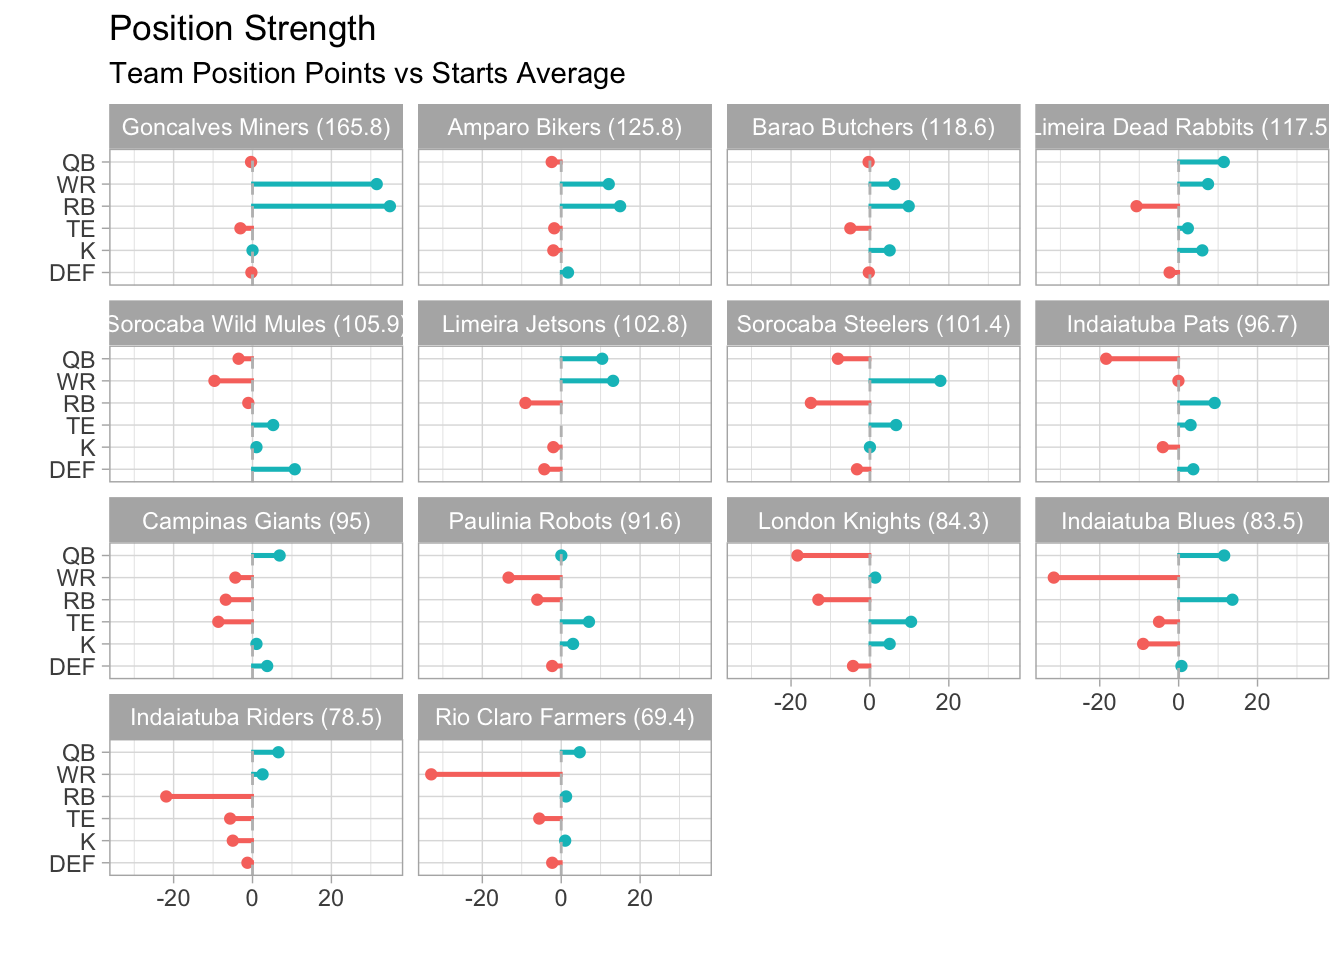 Position Strength
Team Position Points vs Starts Average
Goncalves Miners (165.8)
Amparo Bikers (125.8)
Barao Butchers (118.6)
Limeira Dead Rabbits (117.5
QB
WR
RB
TE
K
DEF
Sorocaba Wild Mules (105.9)
Limeira Jetsons (102.8)
Sorocaba Steelers (101.4)
Indaiatuba Pats (96.7)
QB
WR
RB
TE
K
DEF
Campinas Giants (95)
Paulinia Robots (91.6)
London Knights (84.3)
Indaiatuba Blues (83.5)
QB
WR
RB
TE
K
DEF
-20 0 20
-20 0 20
Indaiatuba Riders (78.5)
Rio Claro Farmers (69.4)
QB
WR
RB
TE
K
DEF
-20 0 20
-20 0 20